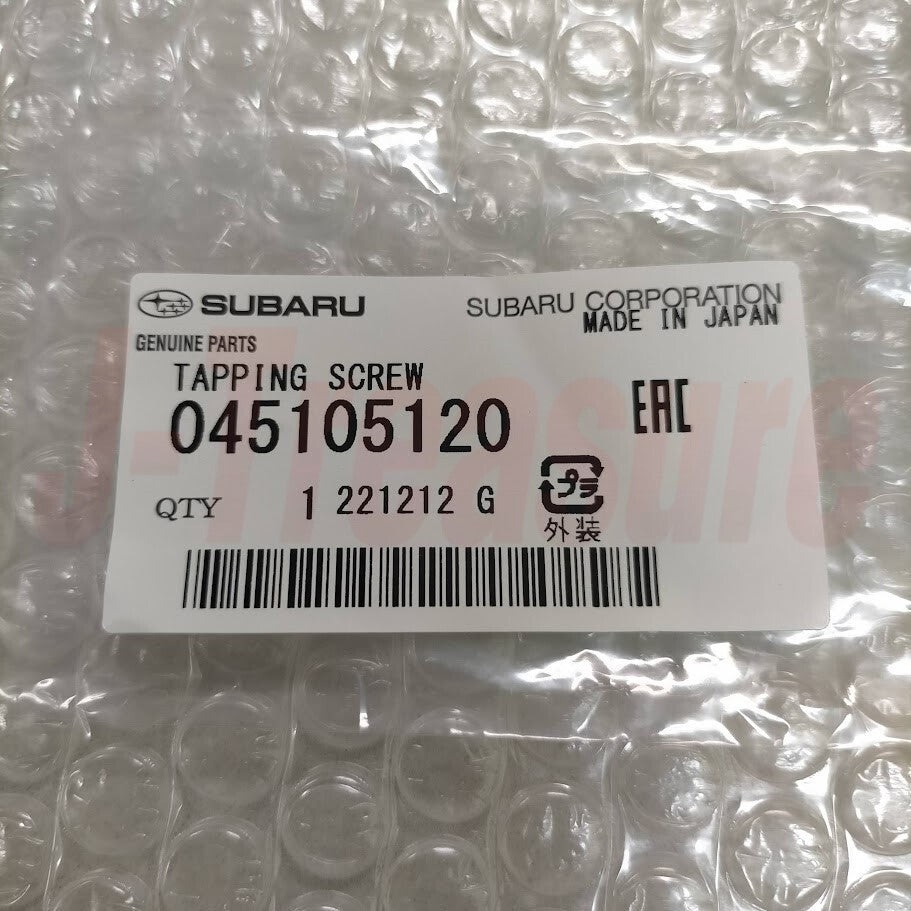 SUBARU
SUBARU CORPORATION
MADE IN JAPAN
GENUINE PARTS
TAPPING SCREW
045105120
EAC
プラ
QTY 1 221212 G
外装
J-Treasure